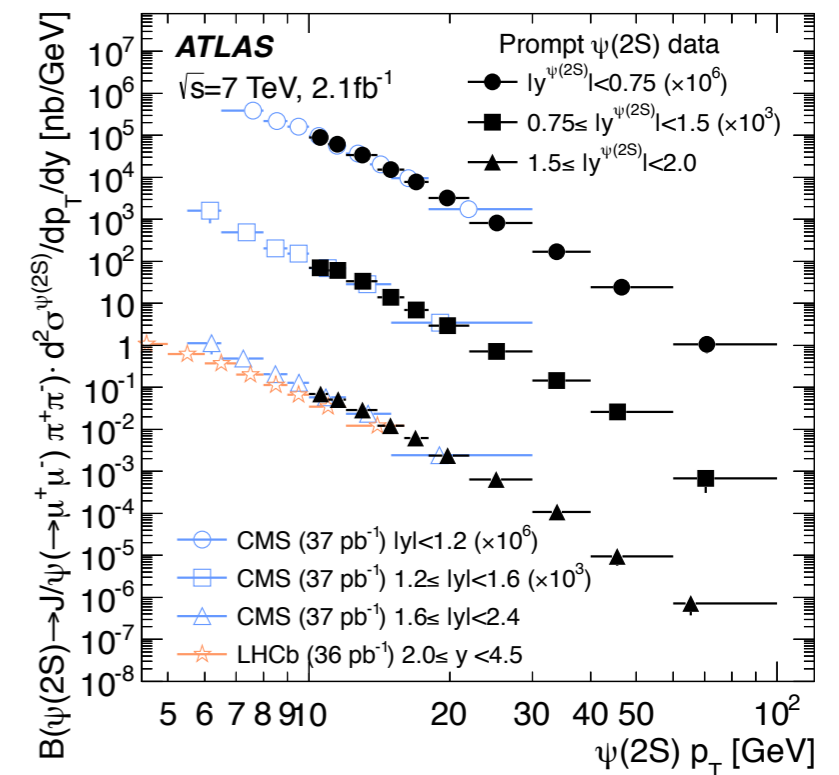 ATLAS
√s=7 TeV, 2.1fb⁻¹
Prompt ψ(2S) data
|y^ψ(2S)|<0.75 (×10⁶)
0.75≤ |y^ψ(2S)|<1.5 (×10³)
1.5≤ |y^ψ(2S)|<2.0
B(ψ(2S)→J/ψ(→μ⁺μ⁻) π⁺π⁻)· d²σ^ψ(2S)/dp_T/dy [nb/GeV]
10⁷
10⁶
10⁵
10⁴
10³
10²
10
1
10⁻¹
10⁻²
10⁻³
10⁻⁴
10⁻⁵
10⁻⁶
10⁻⁷
10⁻⁸
CMS (37 pb⁻¹) |y|<1.2 (×10⁶)
CMS (37 pb⁻¹) 1.2≤ |y|<1.6 (×10³)
CMS (37 pb⁻¹) 1.6≤ |y|<2.4
LHCb (36 pb⁻¹) 2.0≤ y <4.5
5 6 7 8 9 10 20 30 40 50 10²
ψ(2S) p_T [GeV]